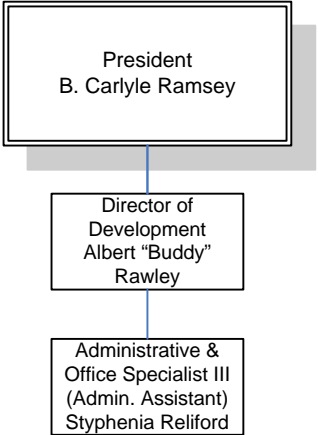 President
B. Carlyle Ramsey
Director of
Development
Albert “Buddy”
Rawley
Administrative &
Office Specialist III
(Admin. Assistant)
Styphenia Reliford